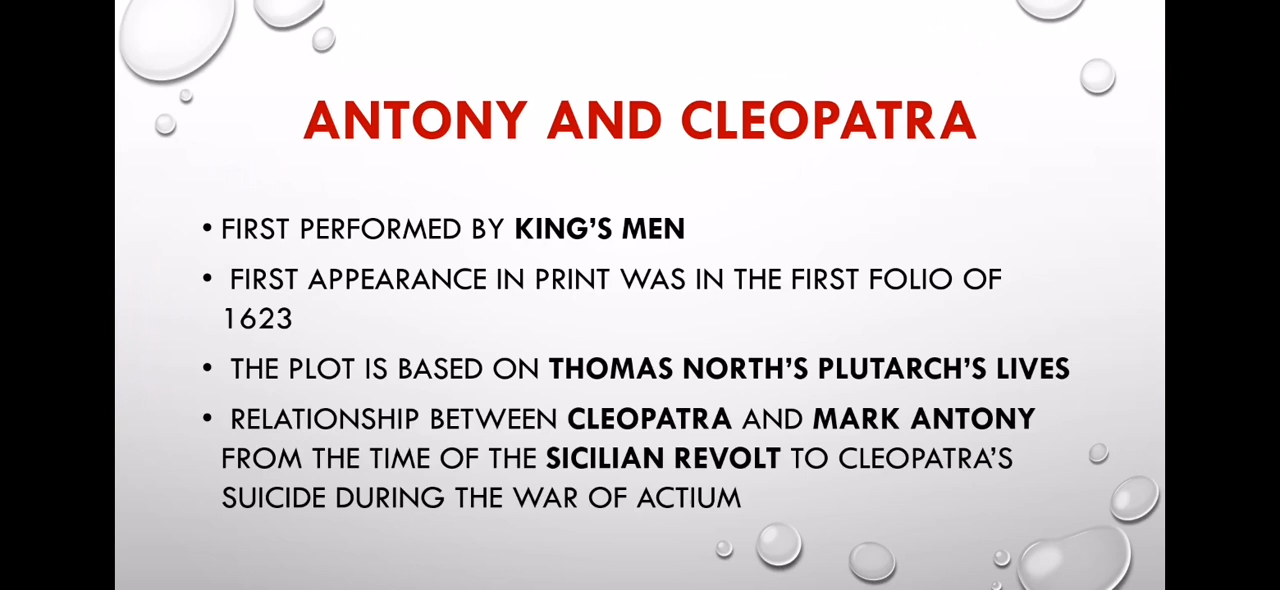 ANTONY AND CLEOPATRA
• FIRST PERFORMED BY KING'S MEN
• FIRST APPEARANCE IN PRINT WAS IN THE FIRST FOLIO OF
1623
• THE PLOT IS BASED ON THOMAS NORTH'S PLUTARCH'S LIVES
• RELATIONSHIP BETWEEN CLEOPATRA AND MARK ANTONY
FROM THE TIME OF THE SICILIAN REVOLT TO CLEOPATRA'S
SUICIDE DURING THE WAR OF ACTIUM